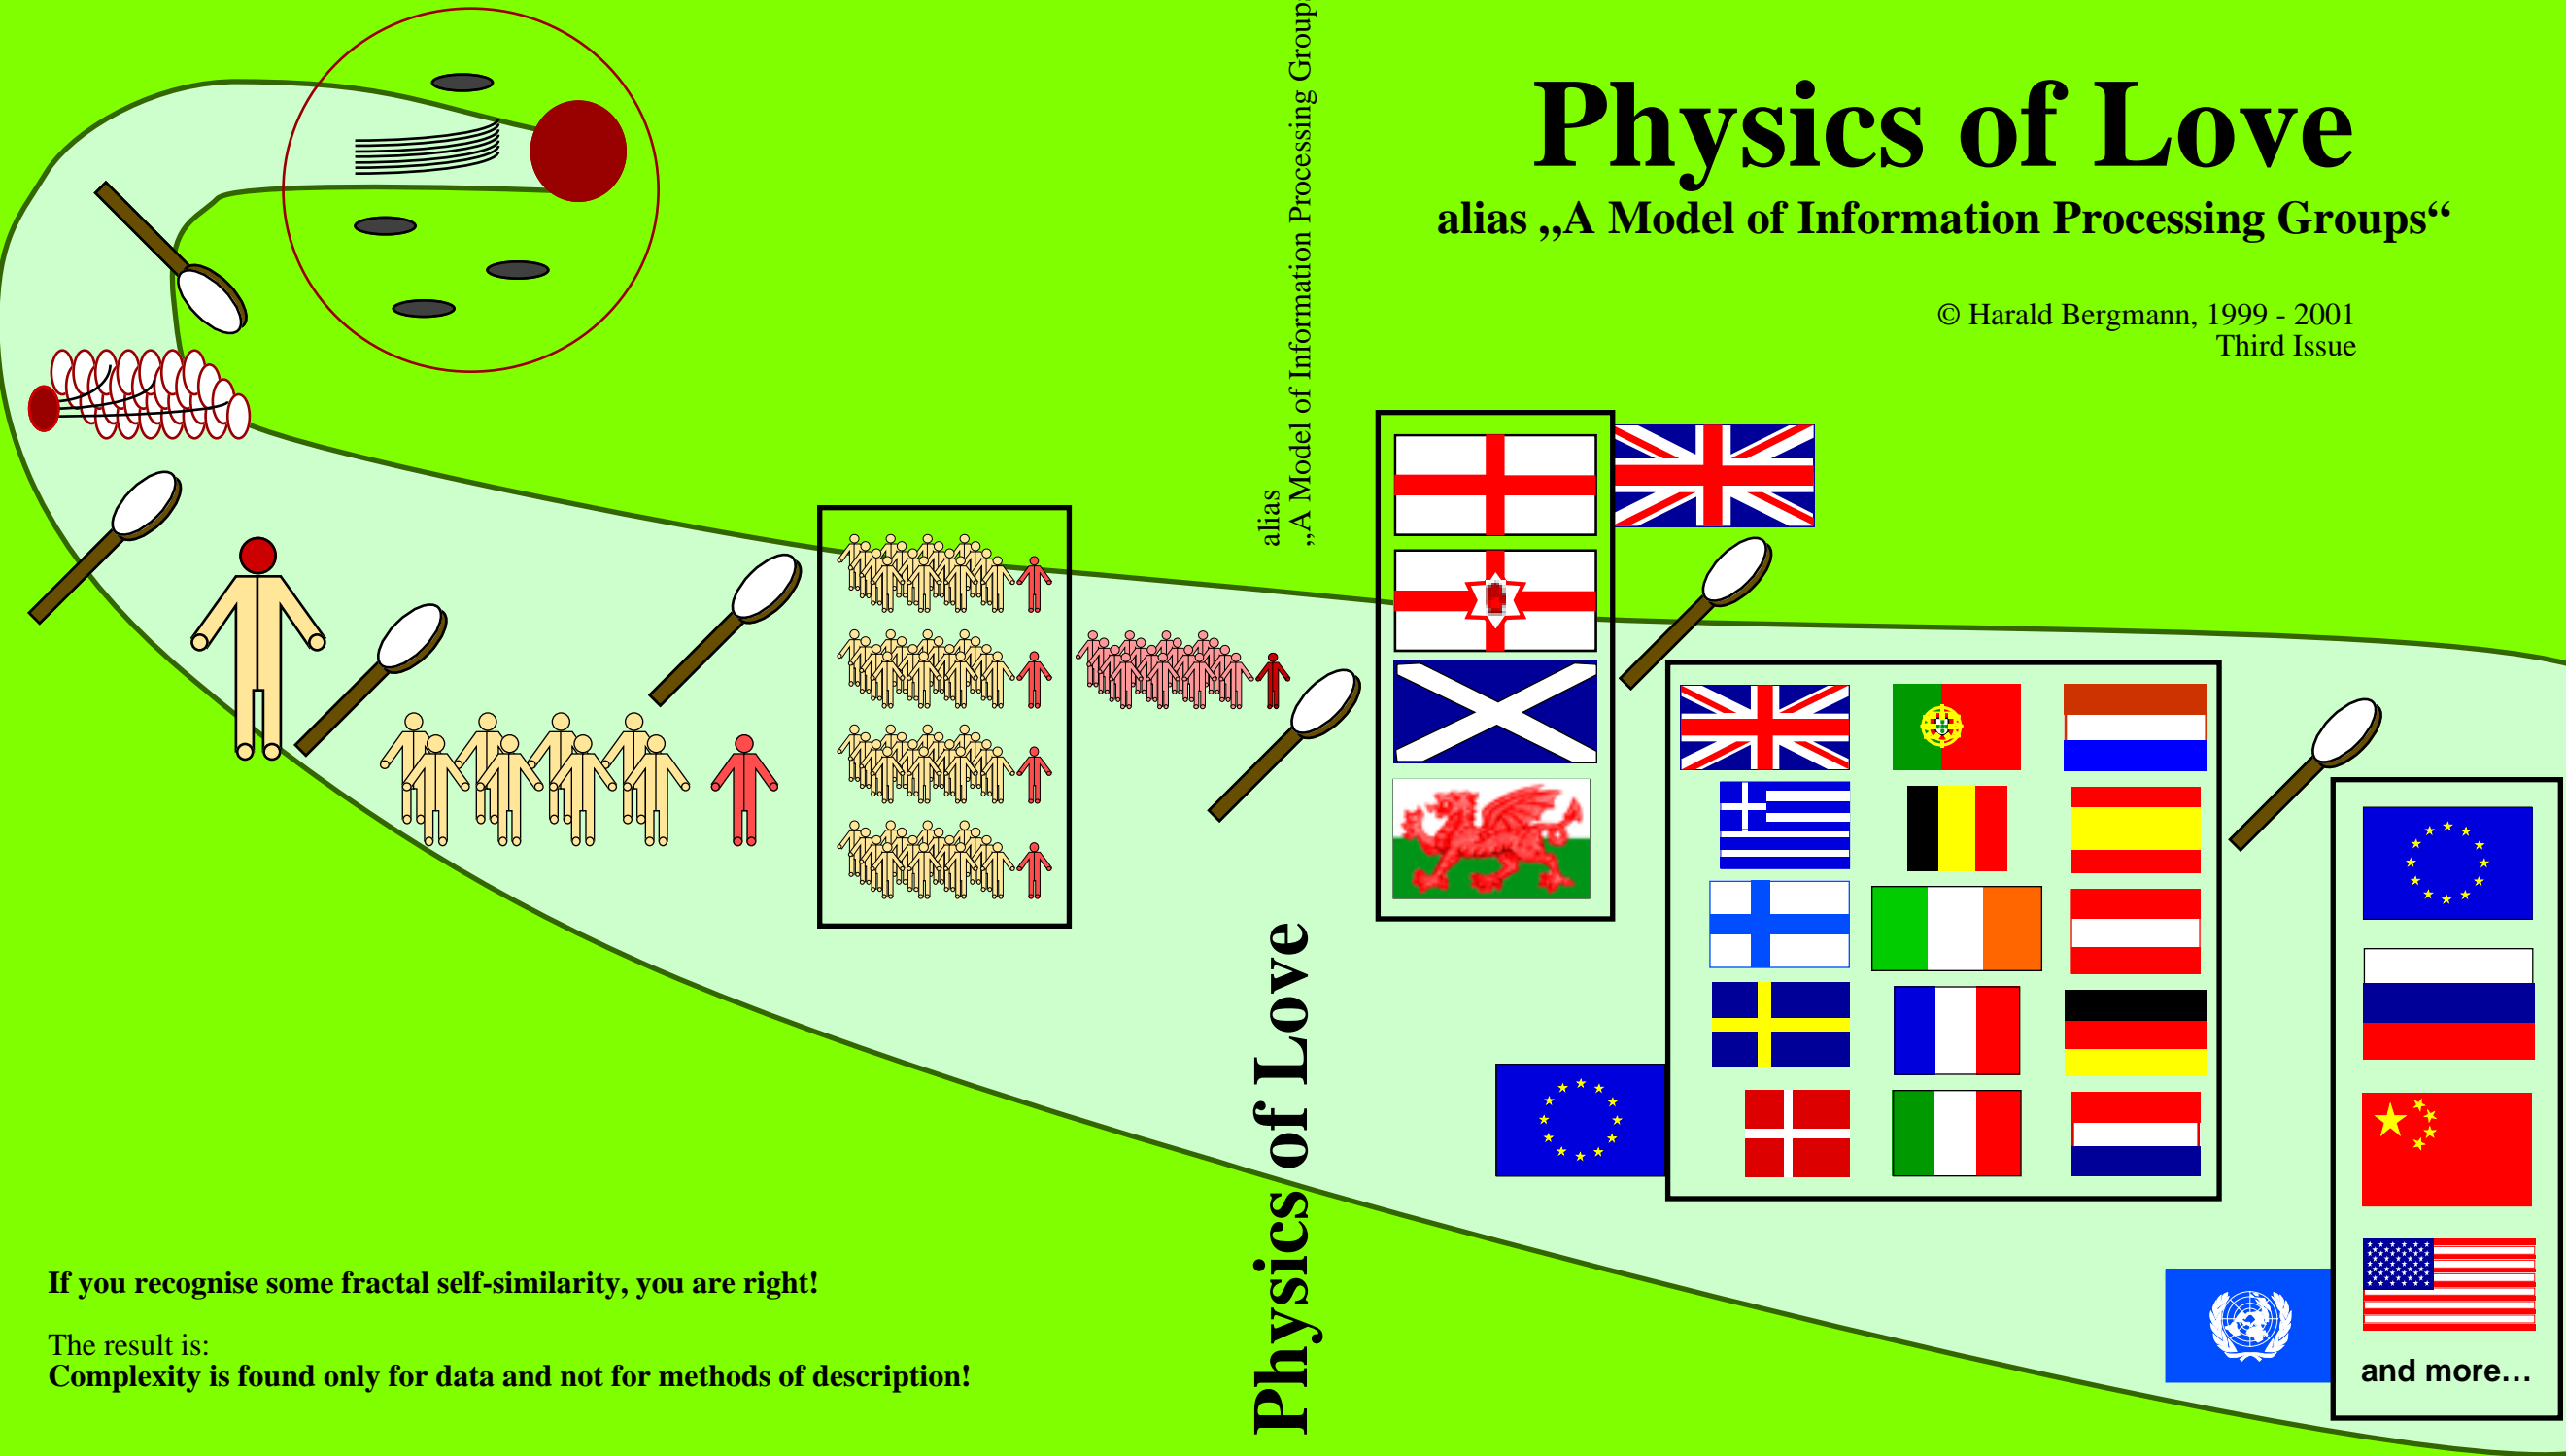 Physics of Love
alias „A Model of Information Processing Groups“
© Harald Bergmann, 1999 - 2001
Third Issue
alias
„A Model of Information Processing Groups
Physics of Love
If you recognise some fractal self-similarity, you are right!
The result is:
Complexity is found only for data and not for methods of description!
and more...